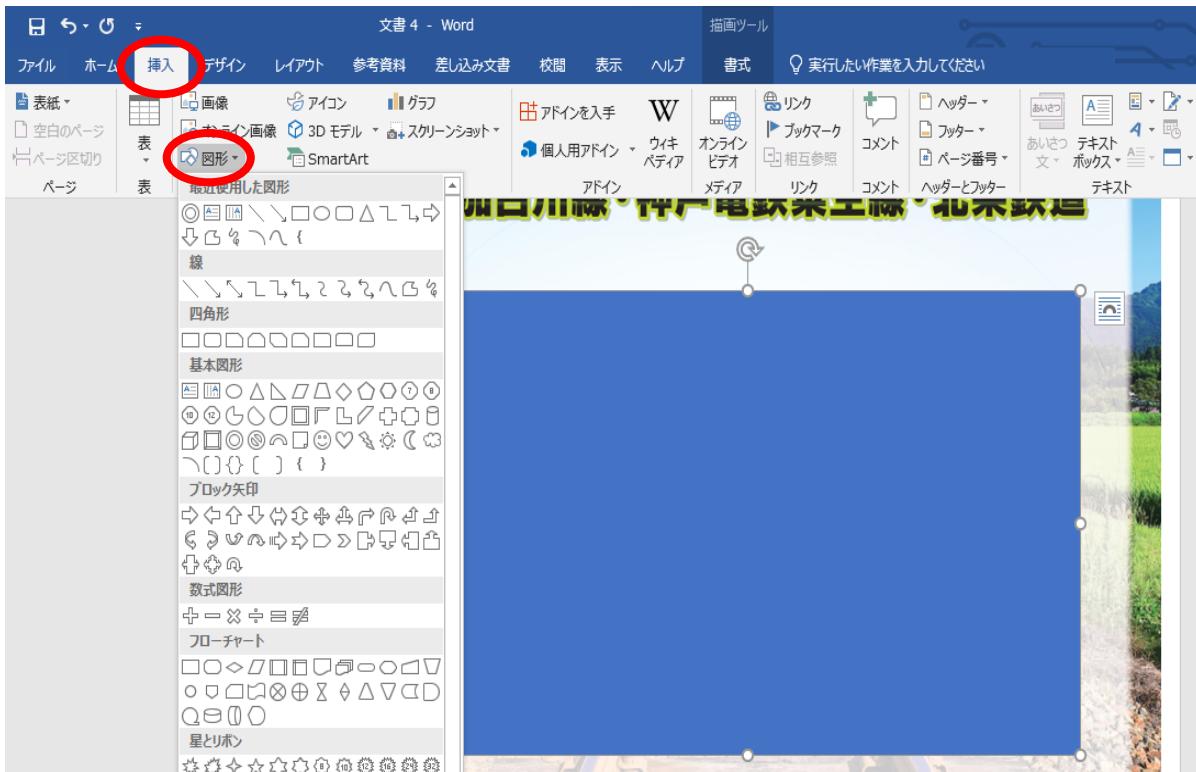 文書 4 - Word 描画ツール
ファイル ホーム 挿入 デザイン レイアウト 参考資料 差し込み文書 校閲 表示 ヘルプ 書式 実行したい作業を入力してください
表紙 画像 アイコン グラフ アドインを入手 リンク ヘッダー
空白のページ オンライン画像 3D モデル スクリーンショット ブックマーク フッター
ページ区切り 表 図形 SmartArt 個人用アドイン ウィキペディア オンラインビデオ 相互参照 コメント ページ番号 あいさつ文 テキストボックス
ページ 表 アドイン メディア リンク コメント ヘッダーとフッター テキスト
最近使用した図形
線
四角形
基本図形
ブロック矢印
数式図形
フローチャート
星とリボン
加古川線・神戸電鉄粟生線・北条鉄道